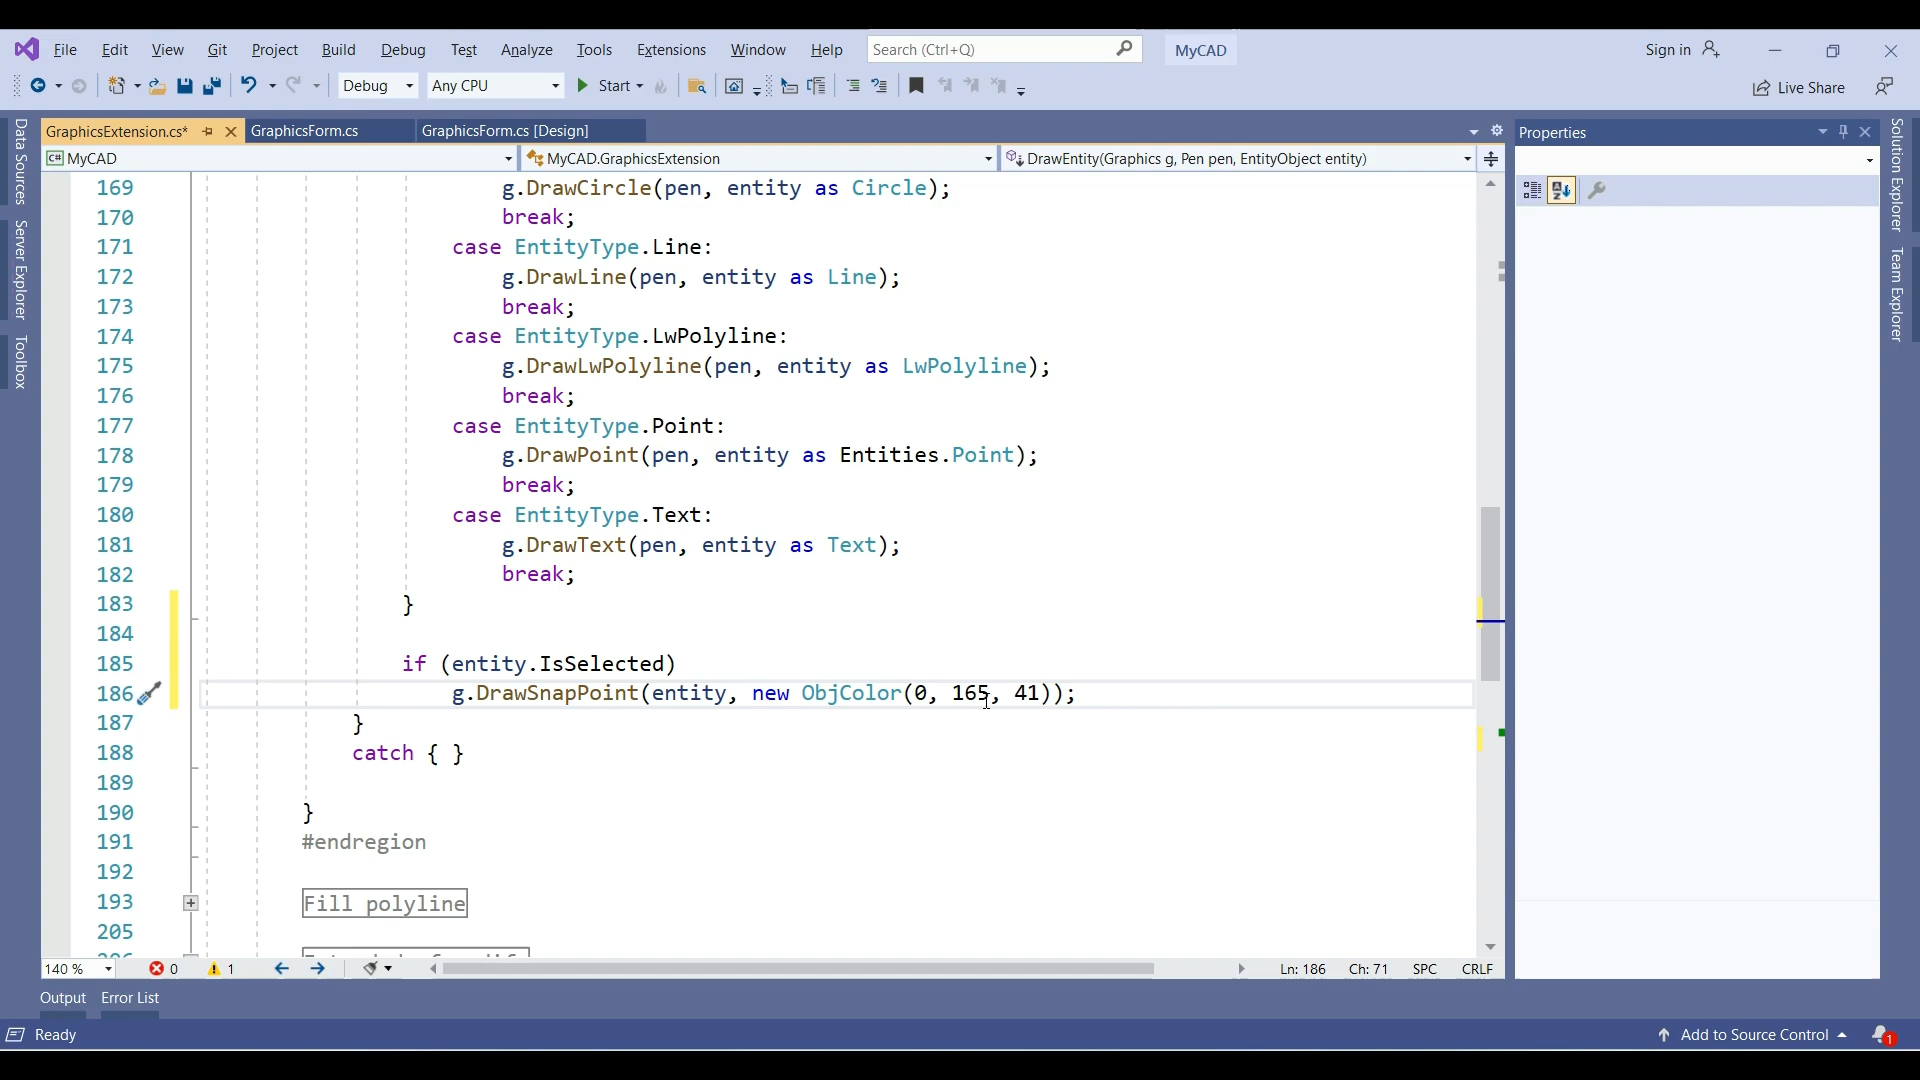 File Edit View Git Project Build Debug Test Analyze Tools Extensions Window Help Search (Ctrl+Q) MyCAD Sign in
Debug Any CPU Start Live Share
GraphicsExtension.cs* GraphicsForm.cs GraphicsForm.cs [Design] Properties
C# MyCAD MyCAD.GraphicsExtension DrawEntity(Graphics g, Pen pen, EntityObject entity)
Data Sources
Server Explorer
Toolbox
169 g.DrawCircle(pen, entity as Circle);
170 break;
171 case EntityType.Line:
172 g.DrawLine(pen, entity as Line);
173 break;
174 case EntityType.LwPolyline:
175 g.DrawLwPolyline(pen, entity as LwPolyline);
176 break;
177 case EntityType.Point:
178 g.DrawPoint(pen, entity as Entities.Point);
179 break;
180 case EntityType.Text:
181 g.DrawText(pen, entity as Text);
182 break;
183 }
184
185 if (entity.IsSelected)
186 g.DrawSnapPoint(entity, new ObjColor(0, 165, 41));
187 }
188 catch { }
189
190 }
191 #endregion
192
193 Fill polyline
205
Solution Explorer
Team Explorer
140 % 0 1 Ln: 186 Ch: 71 SPC CRLF
Output Error List
Ready Add to Source Control 1